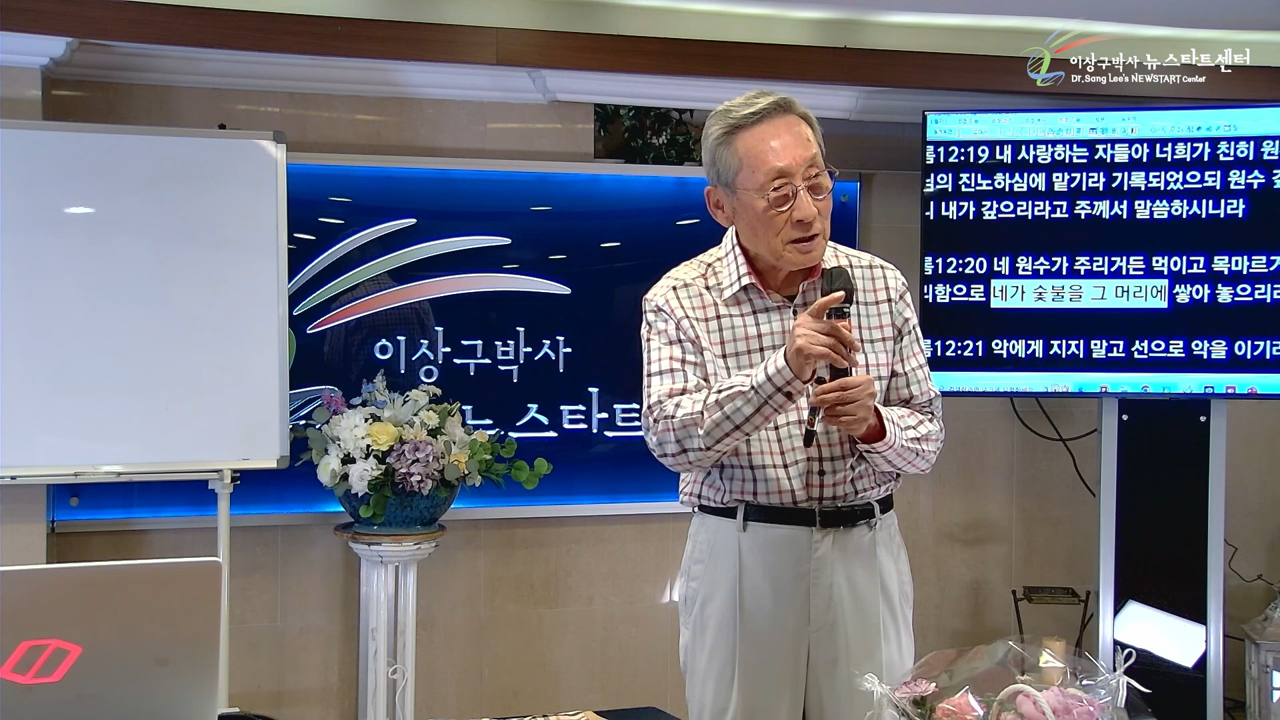 이상구박사 뉴스타트센터
Dr. Sang Lee's NEWSTART Center
롬12:19 내 사랑하는 자들아 너희가 친히 원
의 진노하심에 맡기라 기록되었으되 원수
내가 갚으리라고 주께서 말씀하시니라
롬12:20 네 원수가 주리거든 먹이고 목마르
리함으로 네가 숯불을 그 머리에 쌓아 놓으리라
롬12:21 악에게 지지 말고 선으로 악을 이기라
이상구박사
뉴스타트